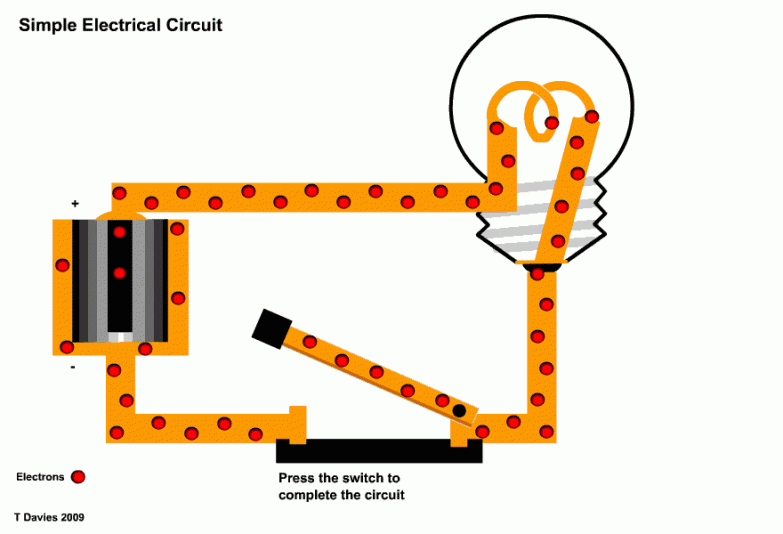 Simple Electrical Circuit
+
-
Press the switch to
complete the circuit
Electrons
T Davies 2009